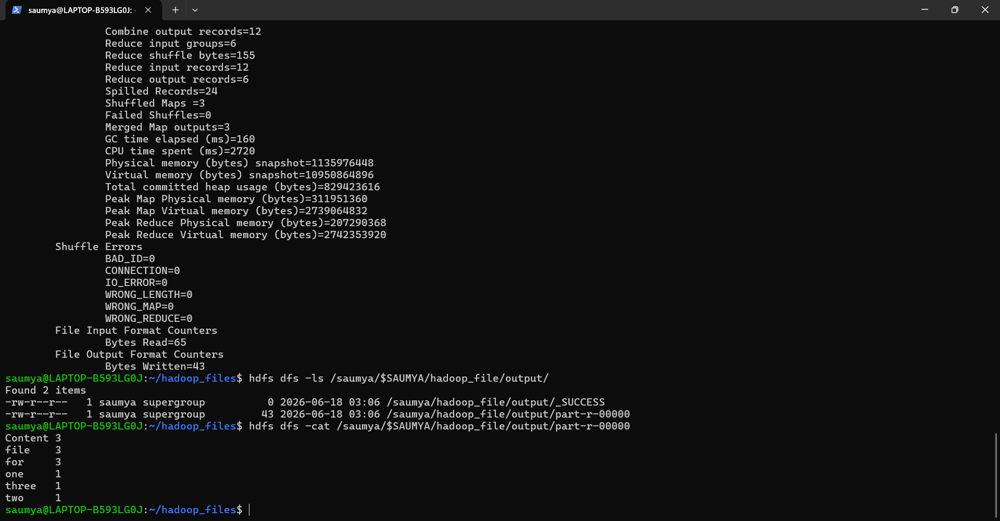 saumya@LAPTOP-B593LG0J: ·
Combine output records=12
Reduce input groups=6
Reduce shuffle bytes=155
Reduce input records=12
Reduce output records=6
Spilled Records=24
Shuffled Maps =3
Failed Shuffles=0
Merged Map outputs=3
GC time elapsed (ms)=160
CPU time spent (ms)=2720
Physical memory (bytes) snapshot=1135976448
Virtual memory (bytes) snapshot=10950864896
Total committed heap usage (bytes)=829423616
Peak Map Physical memory (bytes)=311951360
Peak Map Virtual memory (bytes)=2739064832
Peak Reduce Physical memory (bytes)=207290368
Peak Reduce Virtual memory (bytes)=2742353920
Shuffle Errors
BAD_ID=0
CONNECTION=0
IO_ERROR=0
WRONG_LENGTH=0
WRONG_MAP=0
WRONG_REDUCE=0
File Input Format Counters
Bytes Read=65
File Output Format Counters
Bytes Written=43
saumya@LAPTOP-B593LG0J:~/hadoop_files$ hdfs dfs -ls /saumya/$SAUMYA/hadoop_file/output/
Found 2 items
-rw-r--r--   1 saumya supergroup          0 2026-06-18 03:06 /saumya/hadoop_file/output/_SUCCESS
-rw-r--r--   1 saumya supergroup         43 2026-06-18 03:06 /saumya/hadoop_file/output/part-r-00000
saumya@LAPTOP-B593LG0J:~/hadoop_files$ hdfs dfs -cat /saumya/$SAUMYA/hadoop_file/output/part-r-00000
Content 3
file    3
for     3
one     1
three   1
two     1
saumya@LAPTOP-B593LG0J:~/hadoop_files$